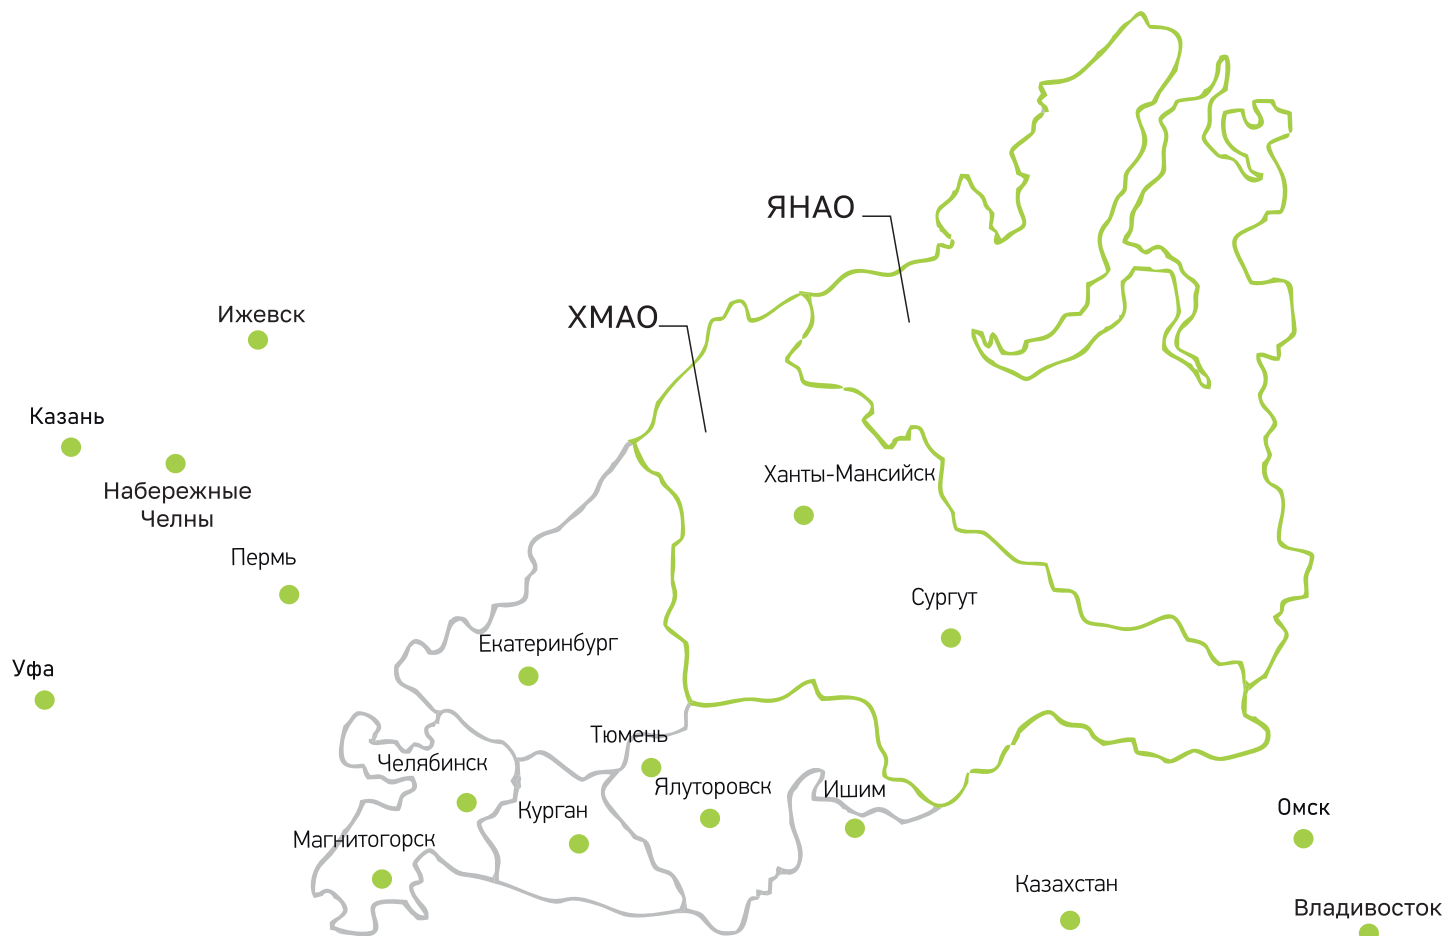 ЯНАО
ХМАО
Ижевск
Казань
Ханты-Мансийск
Набережные
Челны
Пермь
Сургут
Екатеринбург
Уфа
Тюмень
Челябинск
Ялуторовск
Ишим
Курган
Омск
Магнитогорск
Казахстан
Владивосток